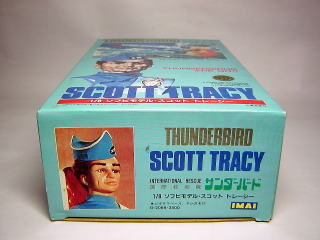 SCOTT TRACY
1/8 ソフビモデル・スコット トレーシー
THUNDERBIRD
SCOTT TRACY
INTERNATIONAL RESCUE サンダーバード
国際救助隊
1/8 ソフビモデル・スコット トレーシー
IMAI